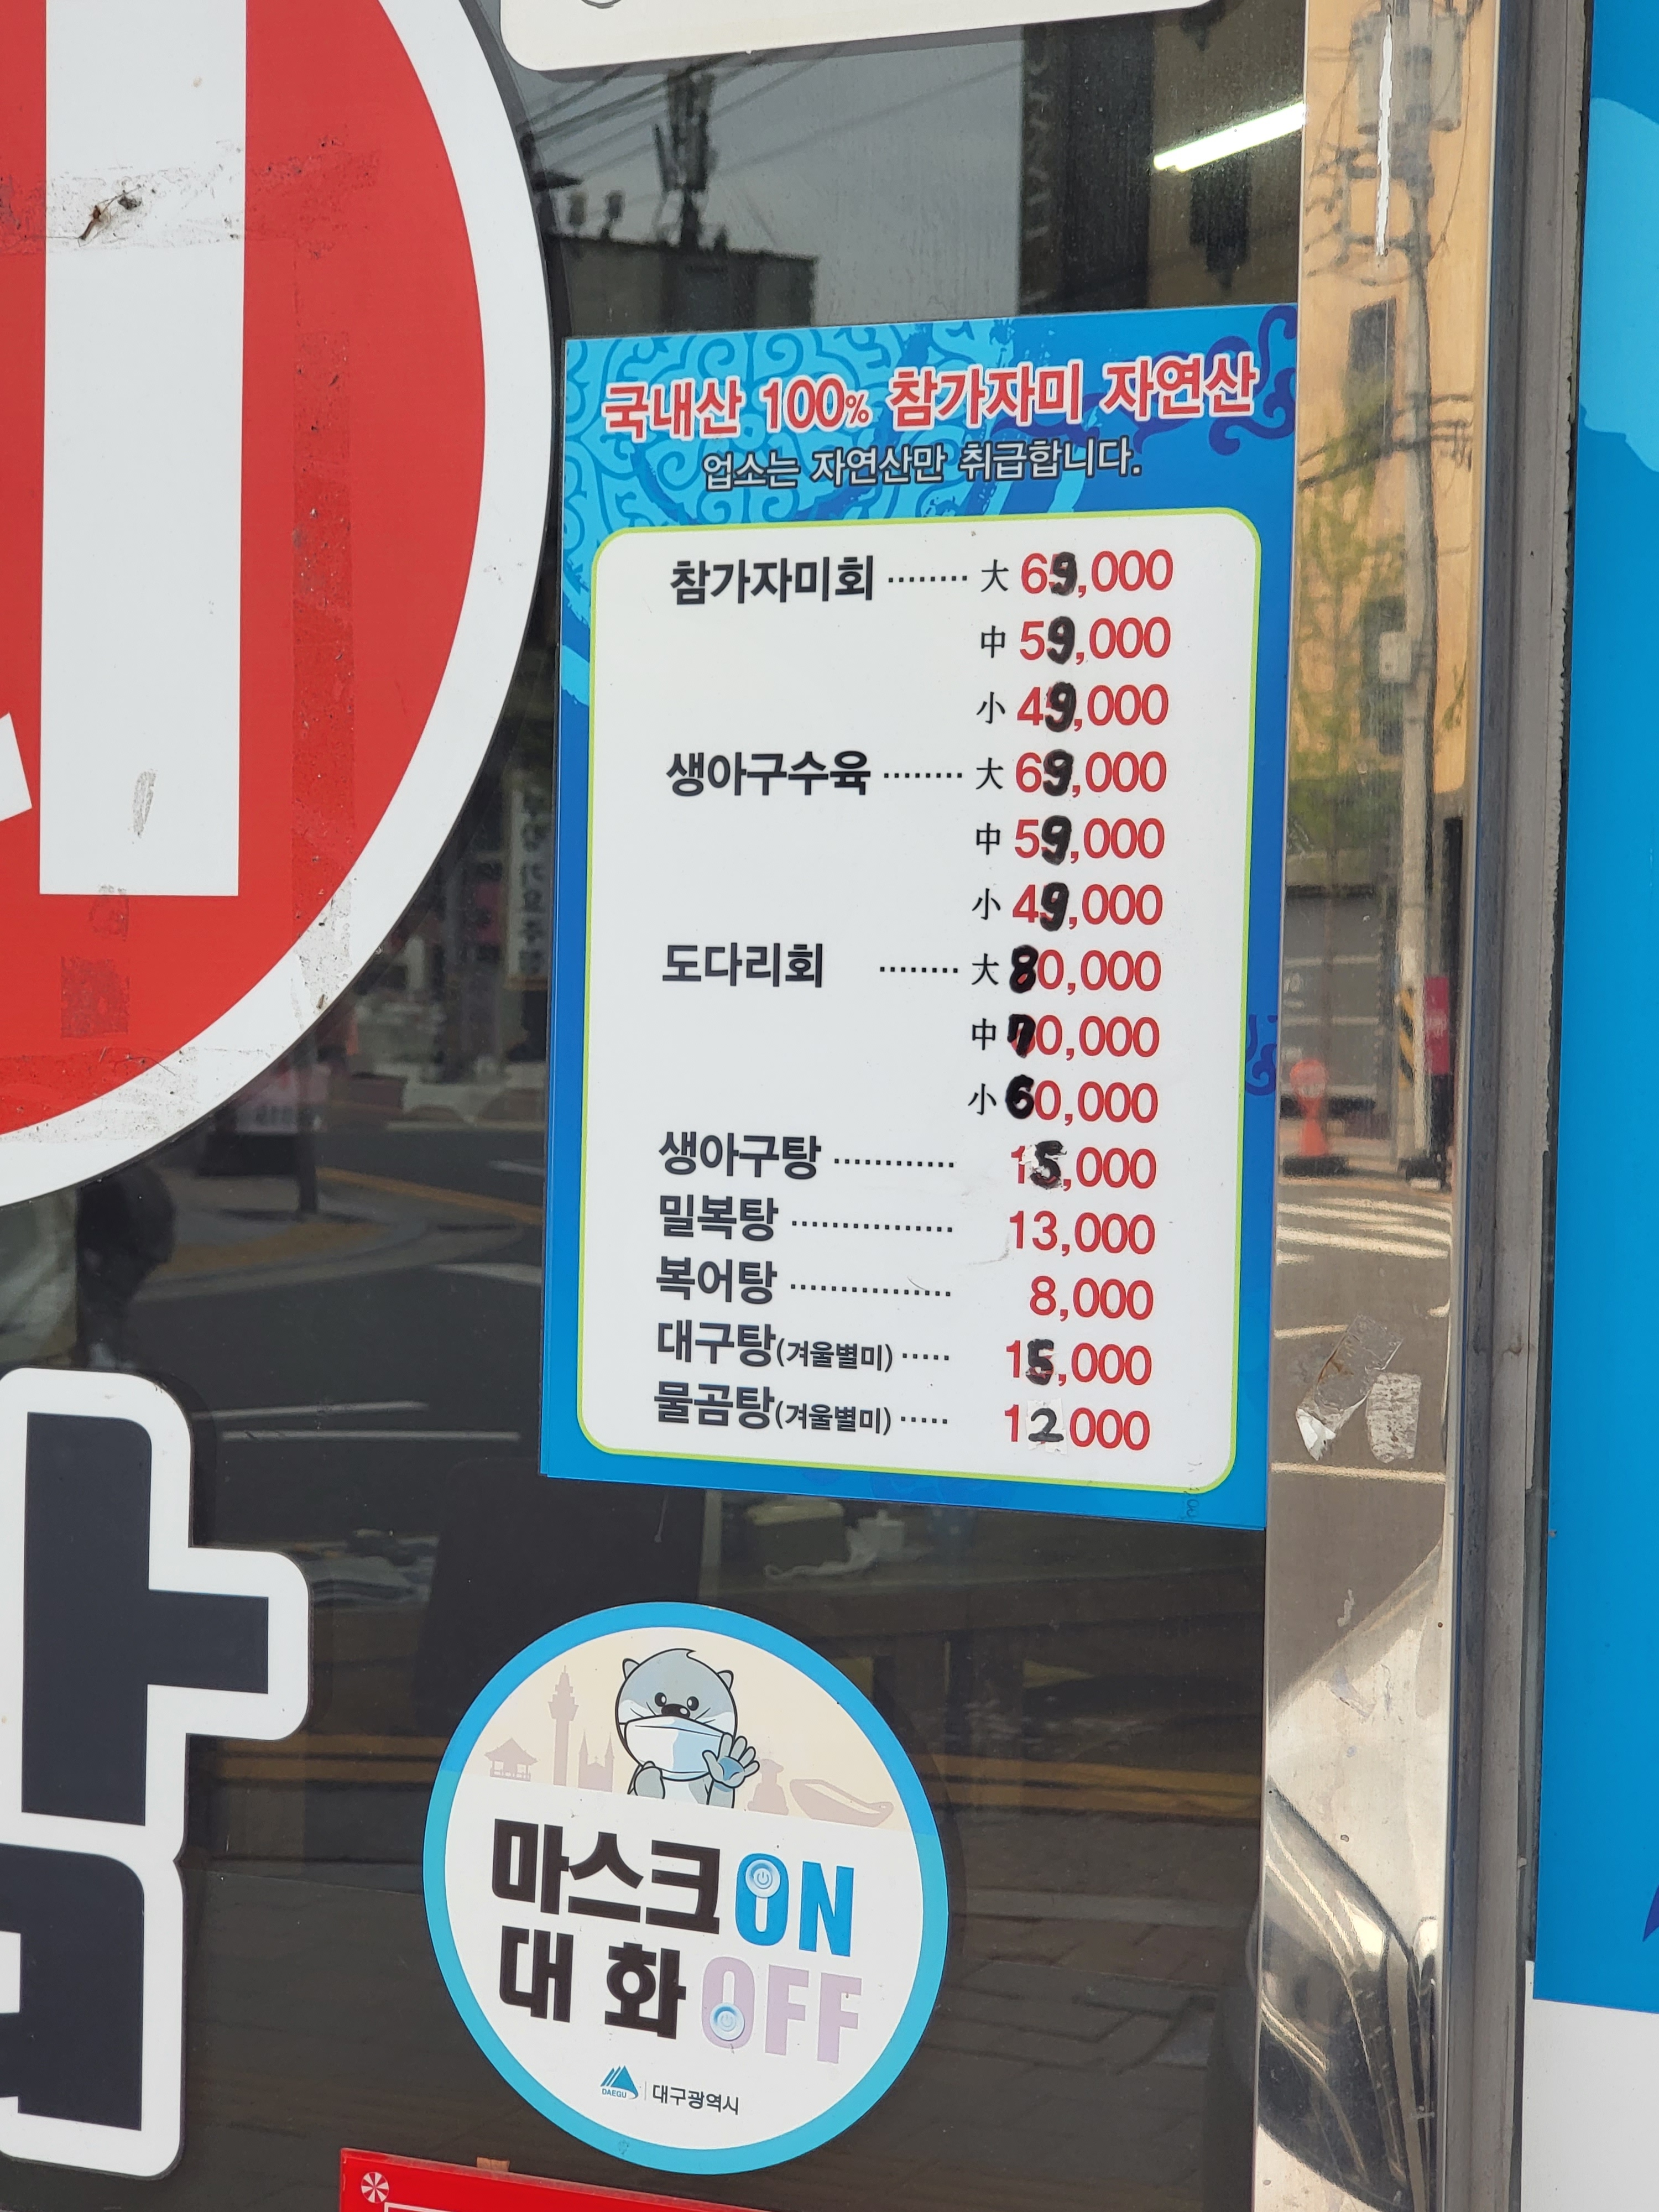 국내산 100% 참가자미 자연산
업소는 자연산만 취급합니다.
참가자미회 ········ 大 69,000
中 59,000
小 49,000
생아구수육 ········ 大 69,000
中 59,000
小 49,000
도다리회 ········ 大 80,000
中 70,000
小 60,000
생아구탕 ············ 15,000
밀복탕 ················ 13,000
복어탕 ················ 8,000
대구탕(겨울별미) ····· 15,000
물곰탕(겨울별미) ····· 12000
마스크 ON
대화 OFF
DAEGU 대구광역시